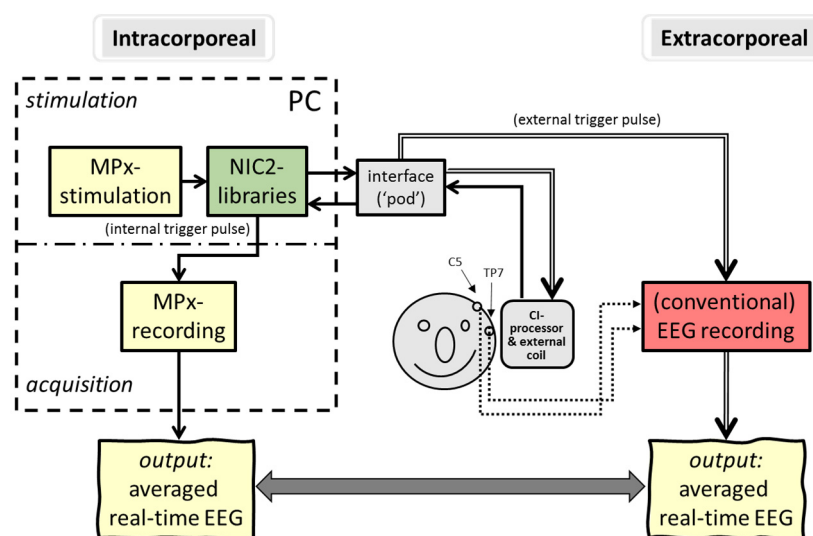 Intracorporeal
Extracorporeal
stimulation
PC
(external trigger pulse)
MPx-
stimulation
NIC2-
libraries
interface
('pod')
(internal trigger pulse)
C5
TP7
MPx-
recording
CI-
processor
& external
coil
(conventional)
EEG recording
acquisition
output:
averaged
real-time EEG
output:
averaged
real-time EEG